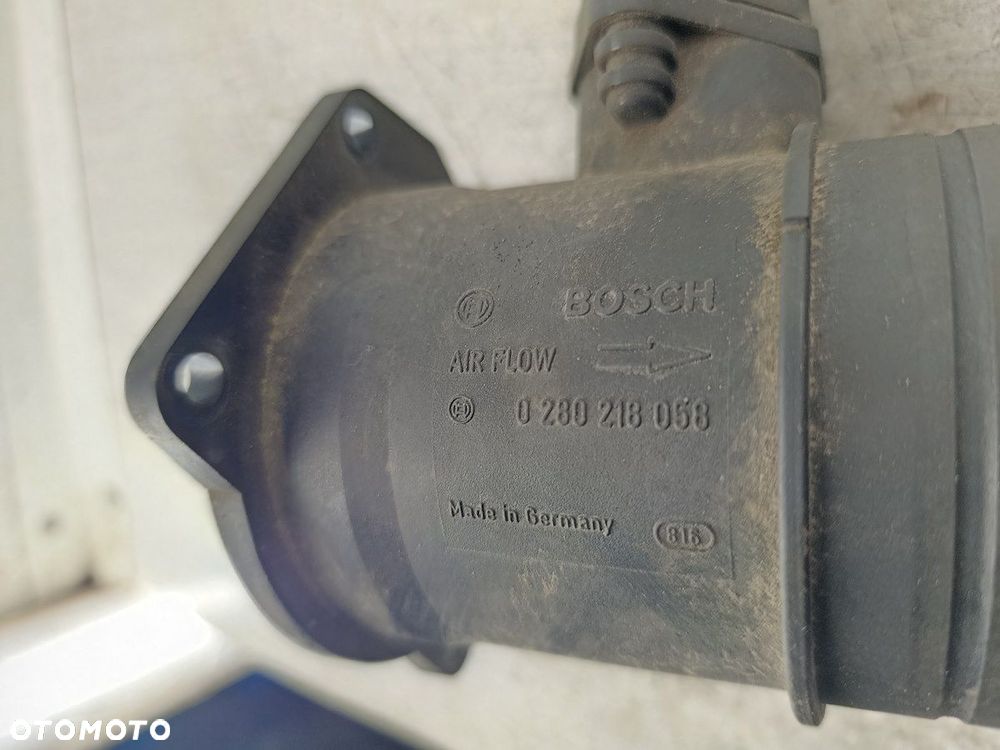 BOSCH
AIR FLOW
0 280 218 058
Made in Germany
816
OTOMOTO